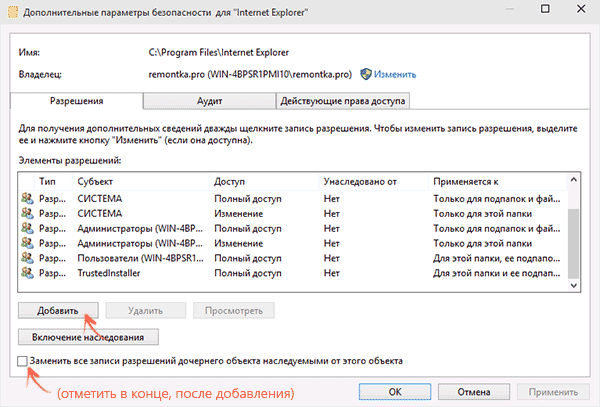 Дополнительные параметры безопасности для "Internet Explorer"
Имя: C:\Program Files\Internet Explorer
Владелец: remontka.pro (WIN-4BPSR1PMI10\remontka.pro) Изменить
Разрешения Аудит Действующие права доступа
Для получения дополнительных сведений дважды щелкните запись разрешения. Чтобы изменить запись разрешения, выделите
ее и нажмите кнопку "Изменить" (если она доступна).
Элементы разрешений:
Тип Субъект Доступ Унаследовано от Применяется к
Разр... СИСТЕМА Полный доступ Нет Только для подпапок и фай...
Разр... СИСТЕМА Изменение Нет Только для этой папки
Разр... Администраторы (WIN-4BP... Полный доступ Нет Только для подпапок и фай...
Разр... Администраторы (WIN-4BP... Изменение Нет Только для этой папки
Разр... Пользователи (WIN-4BPSR1... Полный доступ Нет Для этой папки, ее подпапо...
Разр... TrustedInstaller Полный доступ Нет Для этой папки и ее подпапо...
Добавить Удалить Просмотреть
Включение наследования
Заменить все записи разрешений дочернего объекта наследуемыми от этого объекта
(отметить в конце, после добавления)
ОК Отмена Применить